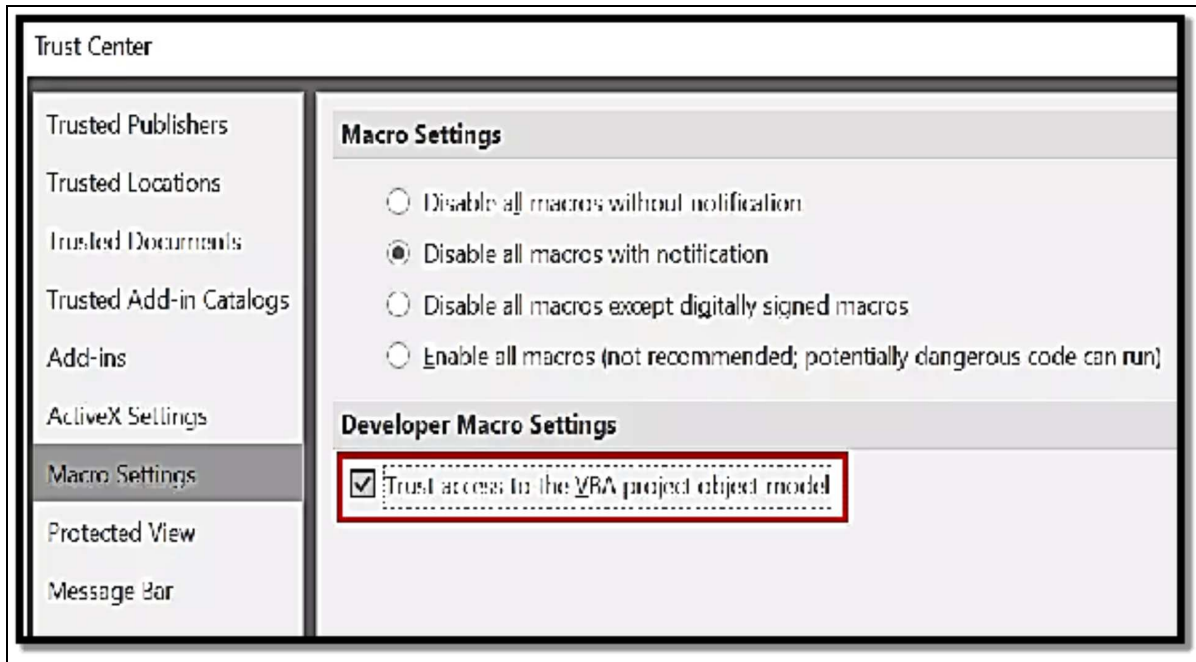 Trust Center
Trusted Publishers
Trusted Locations
Trusted Documents
Trusted Add-in Catalogs
Add-ins
ActiveX Settings
Macro Settings
Protected View
Message Bar
Macro Settings
Disable all macros without notification
Disable all macros with notification
Disable all macros except digitally signed macros
Enable all macros (not recommended; potentially dangerous code can run)
Developer Macro Settings
Trust access to the VBA project object model